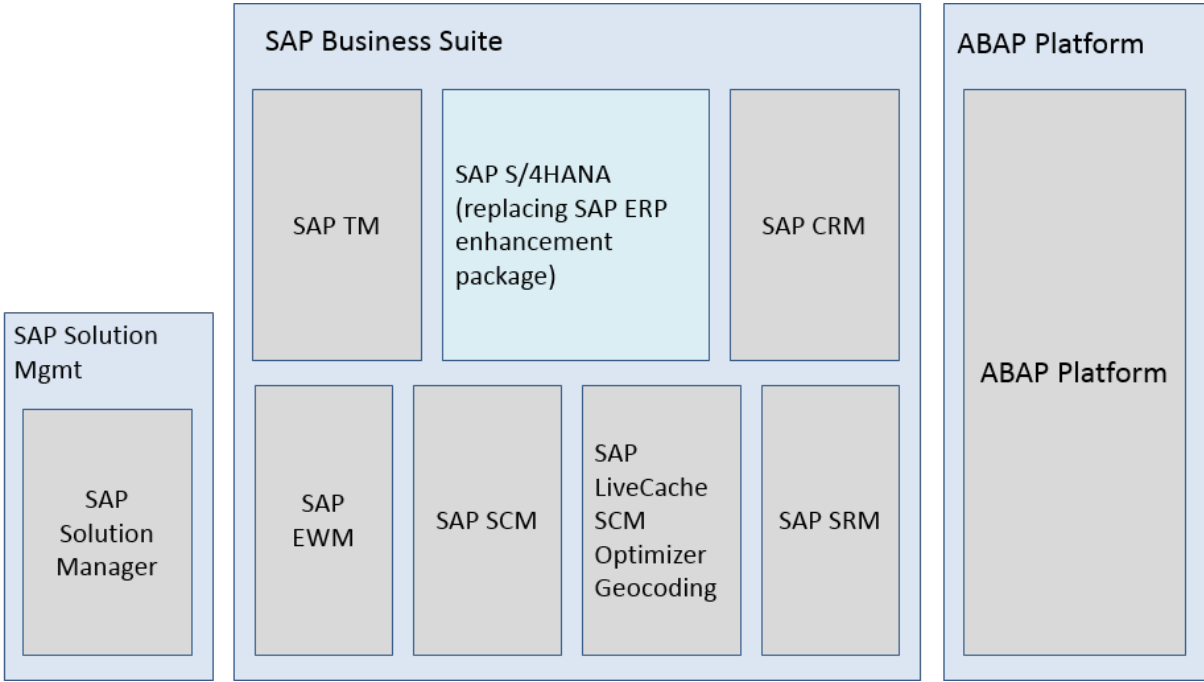 SAP Business Suite
ABAP Platform
SAP TM
SAP S/4HANA
(replacing SAP ERP
enhancement
package)
SAP CRM
SAP Solution
Mgmt
ABAP Platform
SAP
Solution
Manager
SAP
EWM
SAP SCM
SAP
LiveCache
SCM
Optimizer
Geocoding
SAP SRM